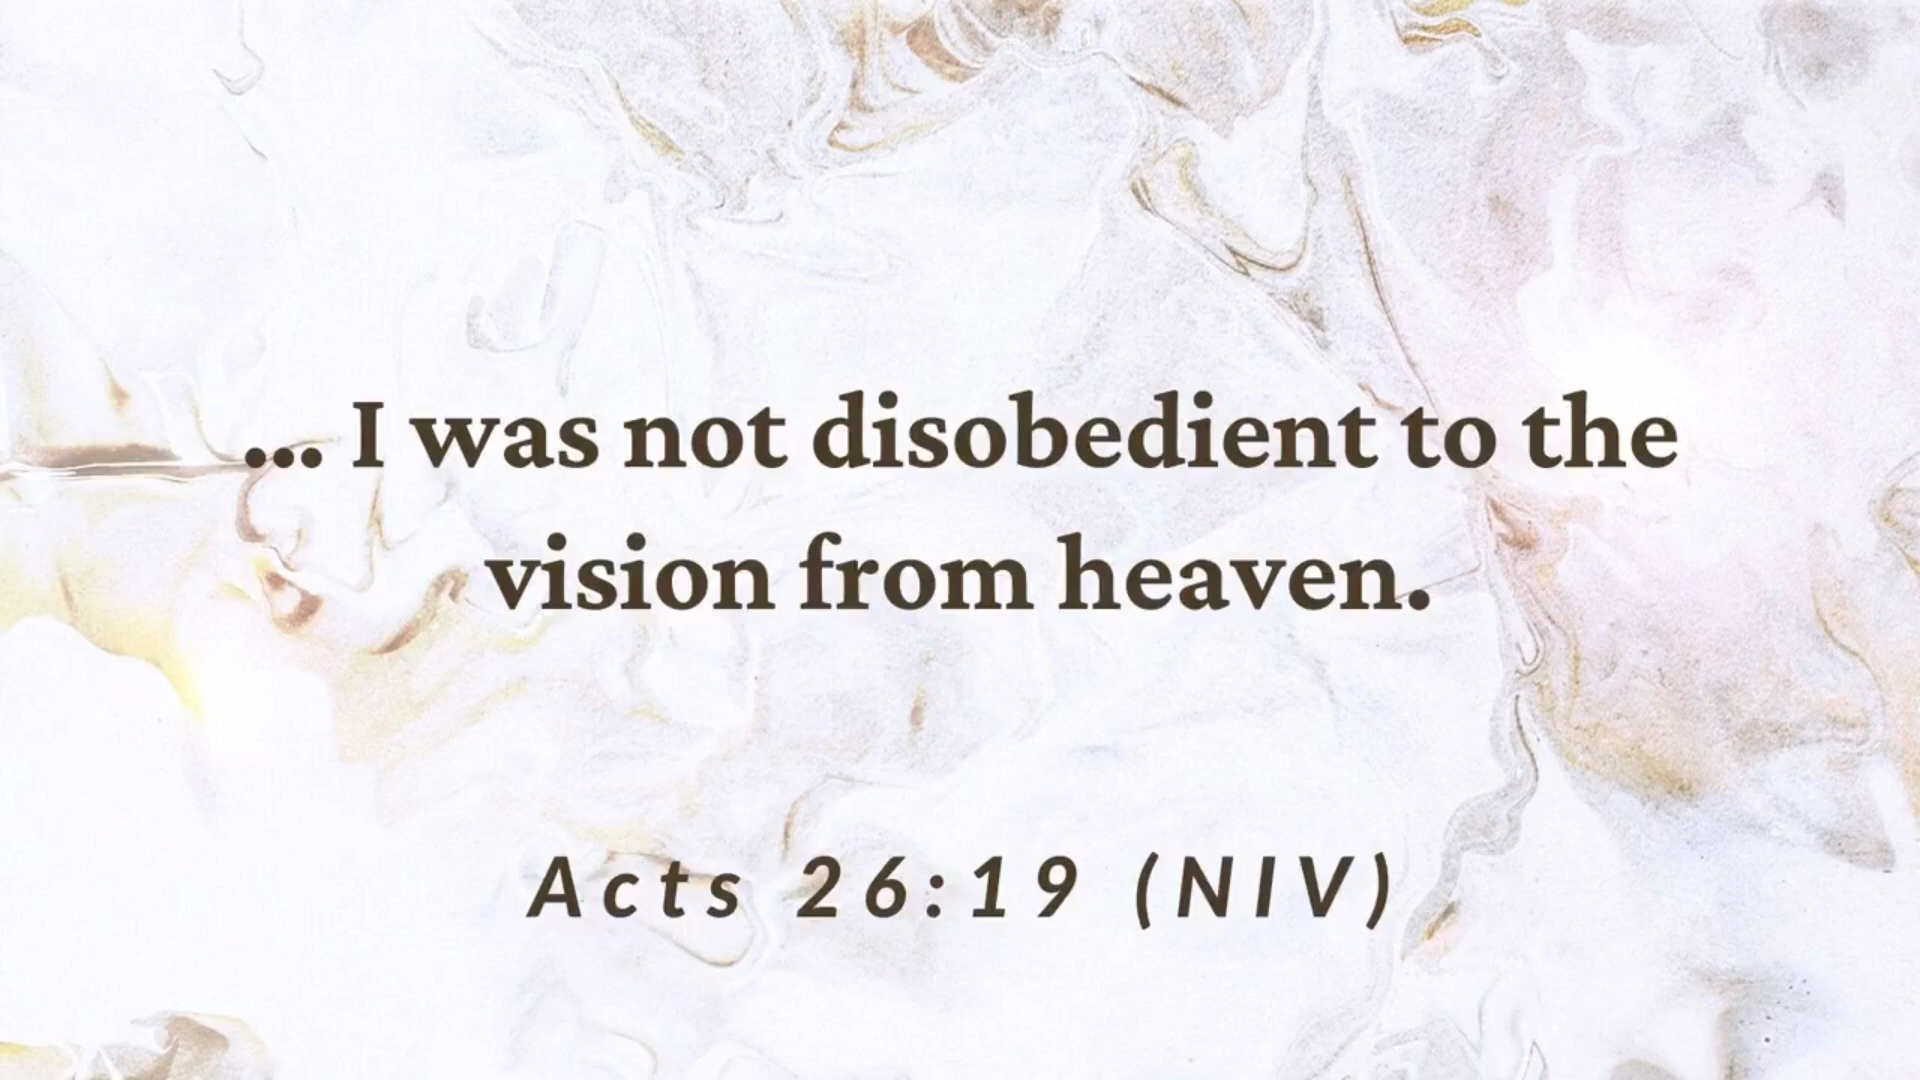 ... I was not disobedient to the
vision from heaven.
Acts 26:19 (NIV)